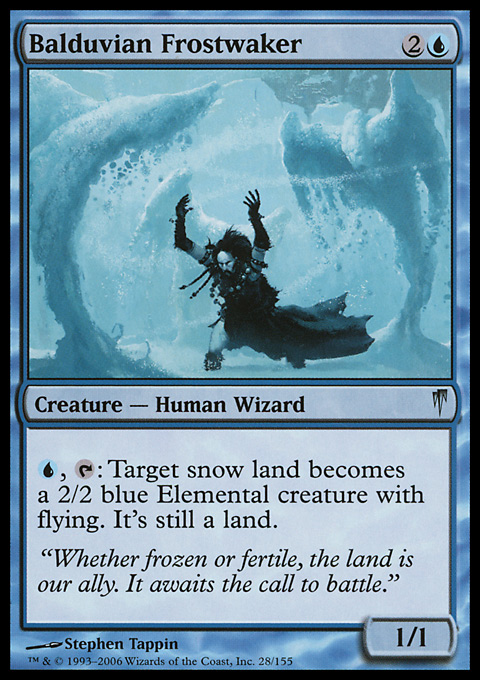 Balduvian Frostwaker 2
Creature — Human Wizard
: Target snow land becomes
a 2/2 blue Elemental creature with
flying. It's still a land.
“Whether frozen or fertile, the land is
our ally. It awaits the call to battle.”
1/1
Stephen Tappin
™ & © 1993–2006 Wizards of the Coast, Inc. 28/155